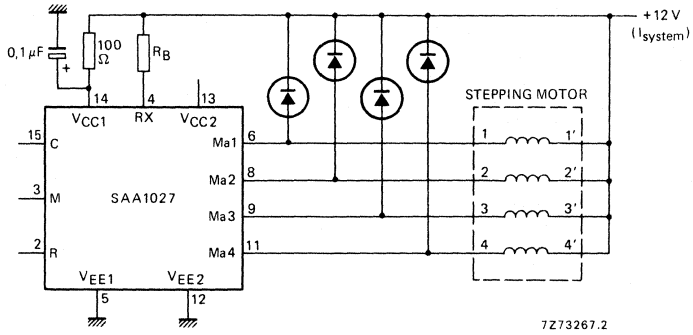 + 12 V
(Isystem)
0,1 μF
+
100
Ω
RB
14
4
13
VCC1
RX
VCC2
STEPPING MOTOR
15
C
Ma1
6
1
1'
Ma2
8
2
2'
3
M
SAA1027
Ma3
9
3
3'
2
R
Ma4
11
4
4'
VEE1
VEE2
5
12
7Z73267.2